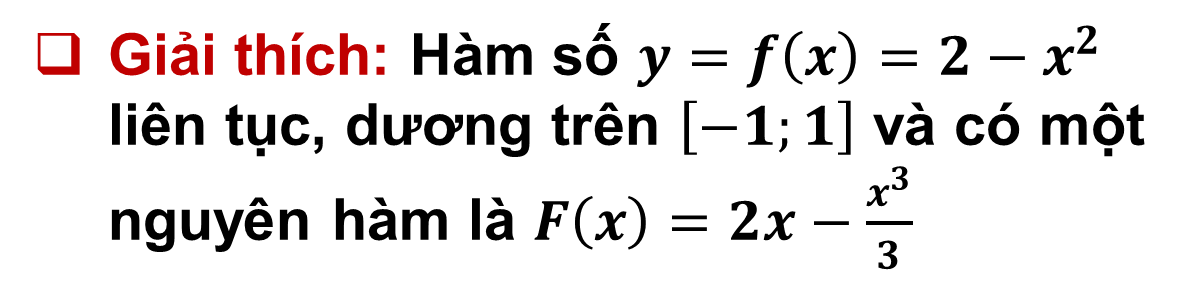 ❑ Giải thích: Hàm số y = f(x) = 2 − x²
liên tục, dương trên [−1; 1] và có một
nguyên hàm là F(x) = 2x − x³/3